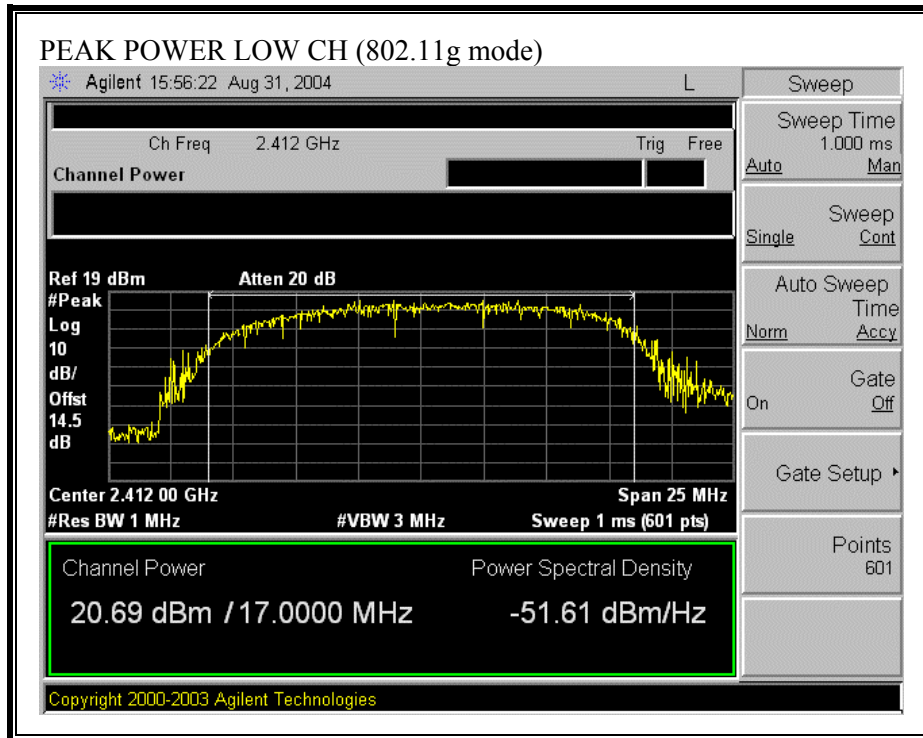 PEAK POWER LOW CH (802.11g mode)
Agilent 15:56:22 Aug 31, 2004 L
Ch Freq 2.412 GHz Trig Free
Channel Power
Ref 19 dBm Atten 20 dB
#Peak
Log
10
dB/
Offst
14.5
dB
Center 2.412 00 GHz Span 25 MHz
#Res BW 1 MHz #VBW 3 MHz Sweep 1 ms (601 pts)
Channel Power Power Spectral Density
20.69 dBm / 17.0000 MHz -51.61 dBm/Hz
Copyright 2000-2003 Agilent Technologies
Sweep
Sweep Time
1.000 ms
Auto Man
Sweep
Single Cont
Auto Sweep
Time
Norm Accy
Gate
On Off
Gate Setup
Points
601